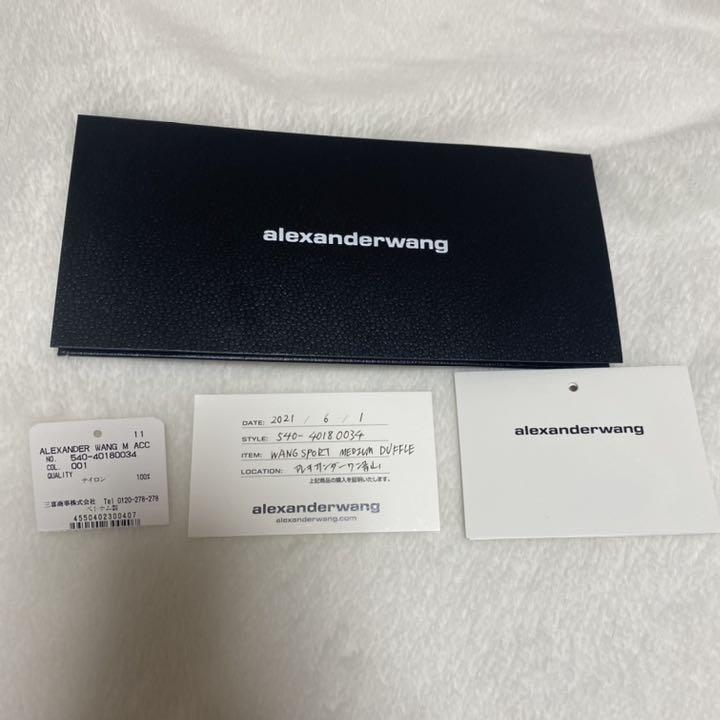 alexanderwang
11
ALEXANDER WANG M ACC
NO. 540-40180034
COL. 001
QUALITY
ナイロン 100%
三喜商事株式会社 Tel 0120-278-278
ベトナム製
4550402300407
DATE: 2021 / 6 / 1
STYLE: 540-40180034
ITEM: WANG SPORT MEDIUM DUFFLE
LOCATION: アレキサンダーワン青山
上記商品の購入を証明いたします。
alexanderwang
alexanderwang.com
alexanderwang